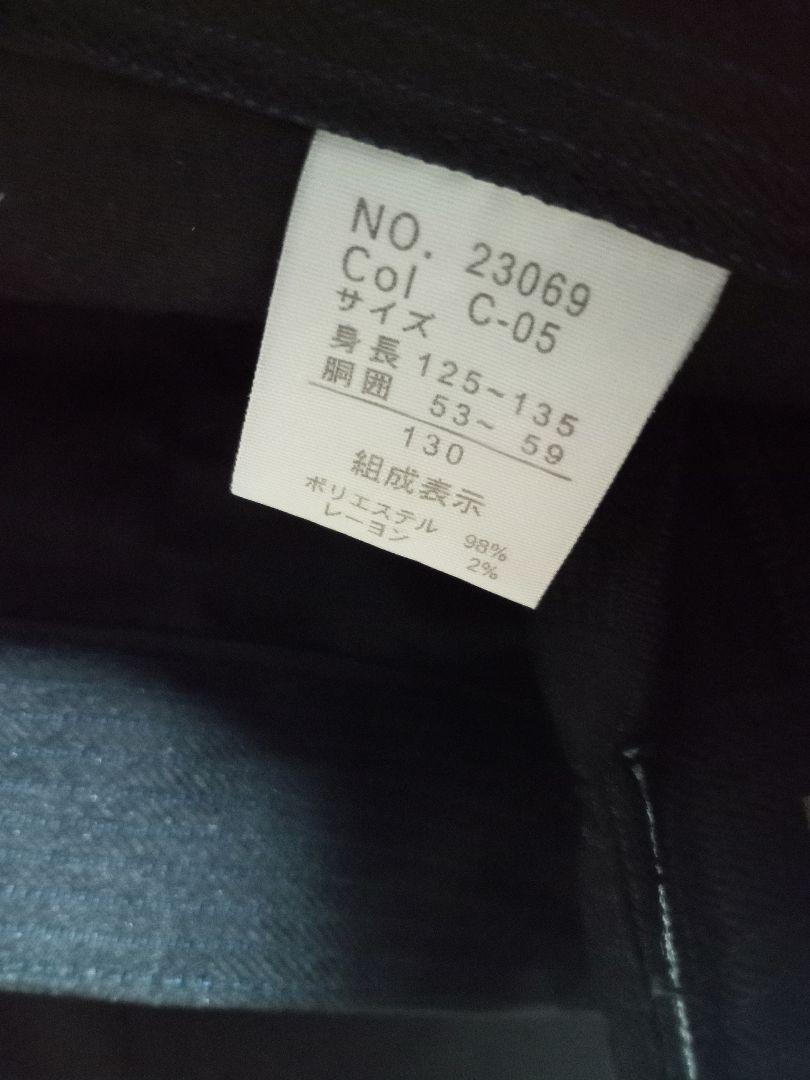 NO. 23069
Col C-05
サイズ
身長 125~135
胴囲 53~ 59
130
組成表示
ポリエステル 98%
レーヨン 2%